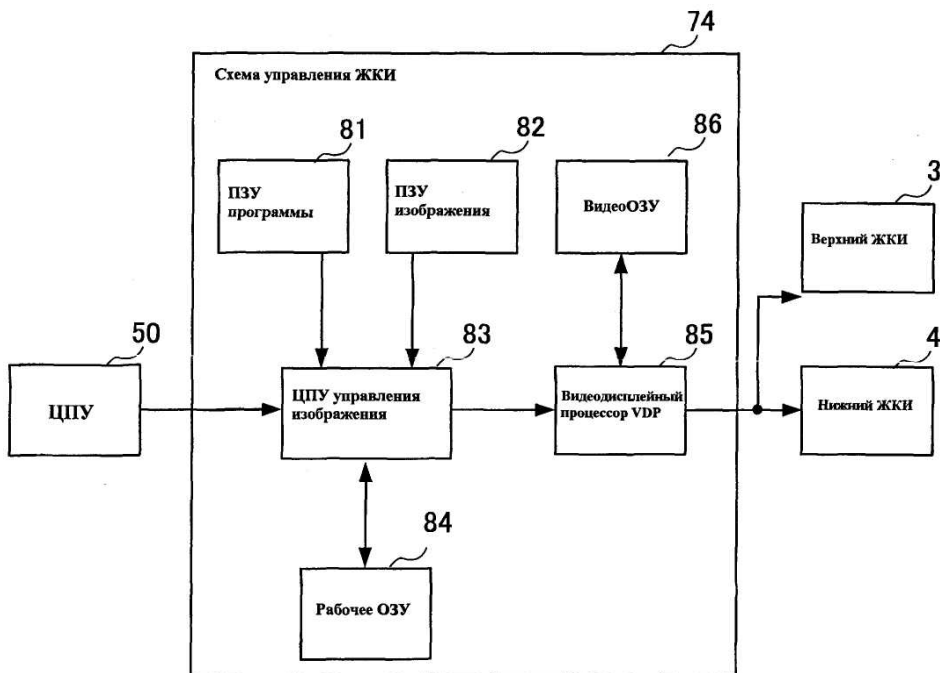 74
Схема управления ЖКИ
81
82
86
ПЗУ
программы
ПЗУ
изображения
ВидеоОЗУ
3
Верхний ЖКИ
50
83
85
4
ЦПУ
ЦПУ управления
изображения
Видеодисплейный
процессор VDP
Нижний ЖКИ
84
Рабочее ОЗУ